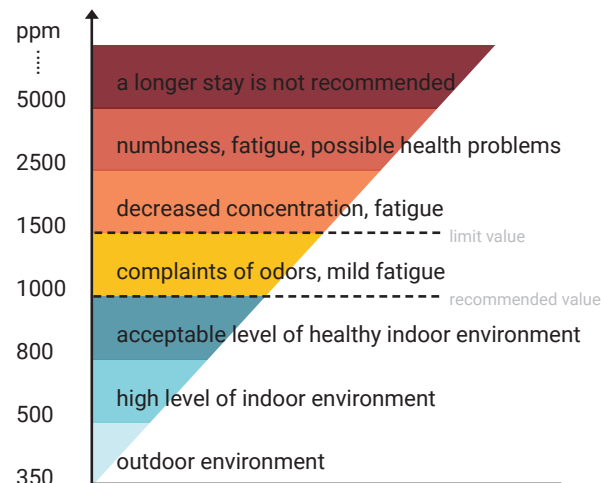 ppm
a longer stay is not recommended
5000
numbness, fatigue, possible health problems
2500
decreased concentration, fatigue
1500
limit value
complaints of odors, mild fatigue
1000
recommended value
acceptable level of healthy indoor environment
800
high level of indoor environment
500
outdoor environment
350